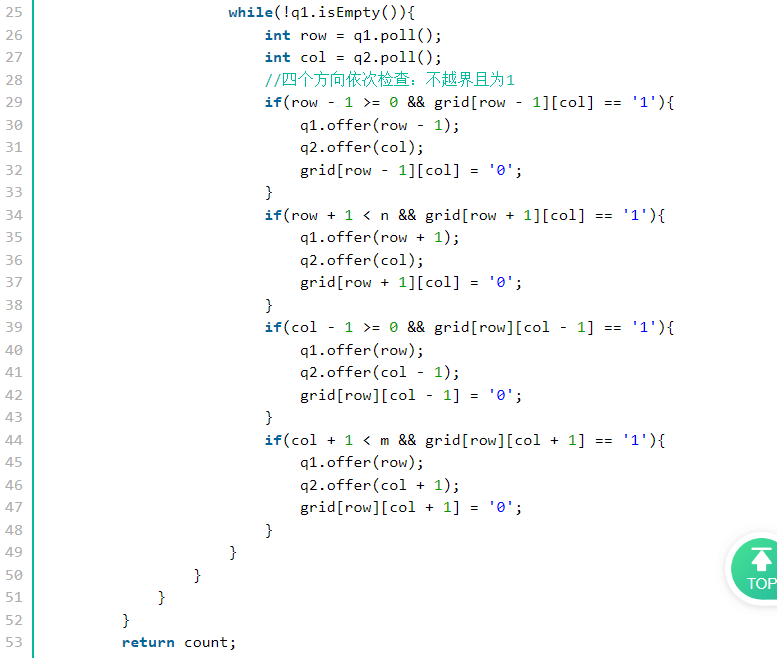 25 while(!q1.isEmpty()){
26 int row = q1.poll();
27 int col = q2.poll();
28 //四个方向依次检查：不越界且为1
29 if(row - 1 >= 0 && grid[row - 1][col] == '1'){
30 q1.offer(row - 1);
31 q2.offer(col);
32 grid[row - 1][col] = '0';
33 }
34 if(row + 1 < n && grid[row + 1][col] == '1'){
35 q1.offer(row + 1);
36 q2.offer(col);
37 grid[row + 1][col] = '0';
38 }
39 if(col - 1 >= 0 && grid[row][col - 1] == '1'){
40 q1.offer(row);
41 q2.offer(col - 1);
42 grid[row][col - 1] = '0';
43 }
44 if(col + 1 < m && grid[row][col + 1] == '1'){
45 q1.offer(row);
46 q2.offer(col + 1);
47 grid[row][col + 1] = '0';
48 }
49 }
50 }
51 }
52 }
53 return count;
TOP